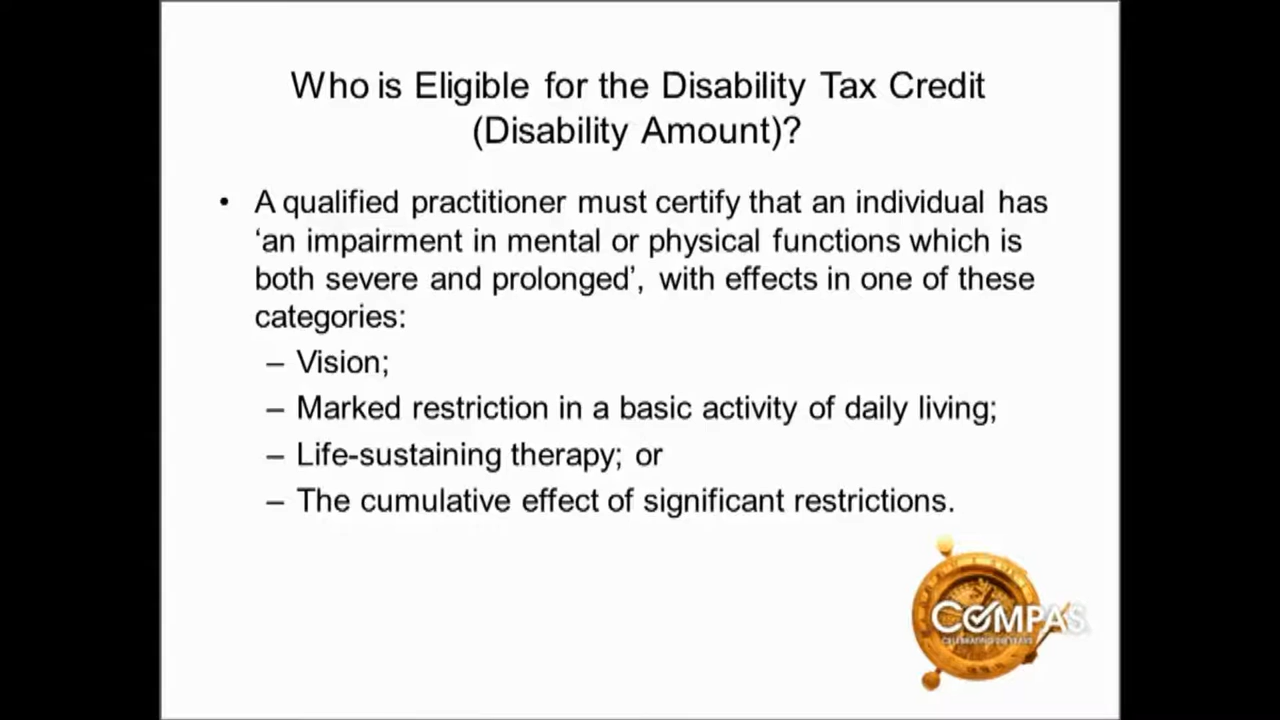 Who is Eligible for the Disability Tax Credit
(Disability Amount)?
• A qualified practitioner must certify that an individual has
‘an impairment in mental or physical functions which is
both severe and prolonged’, with effects in one of these
categories:
– Vision;
– Marked restriction in a basic activity of daily living;
– Life-sustaining therapy; or
– The cumulative effect of significant restrictions.
COMPAS
CELEBRATING